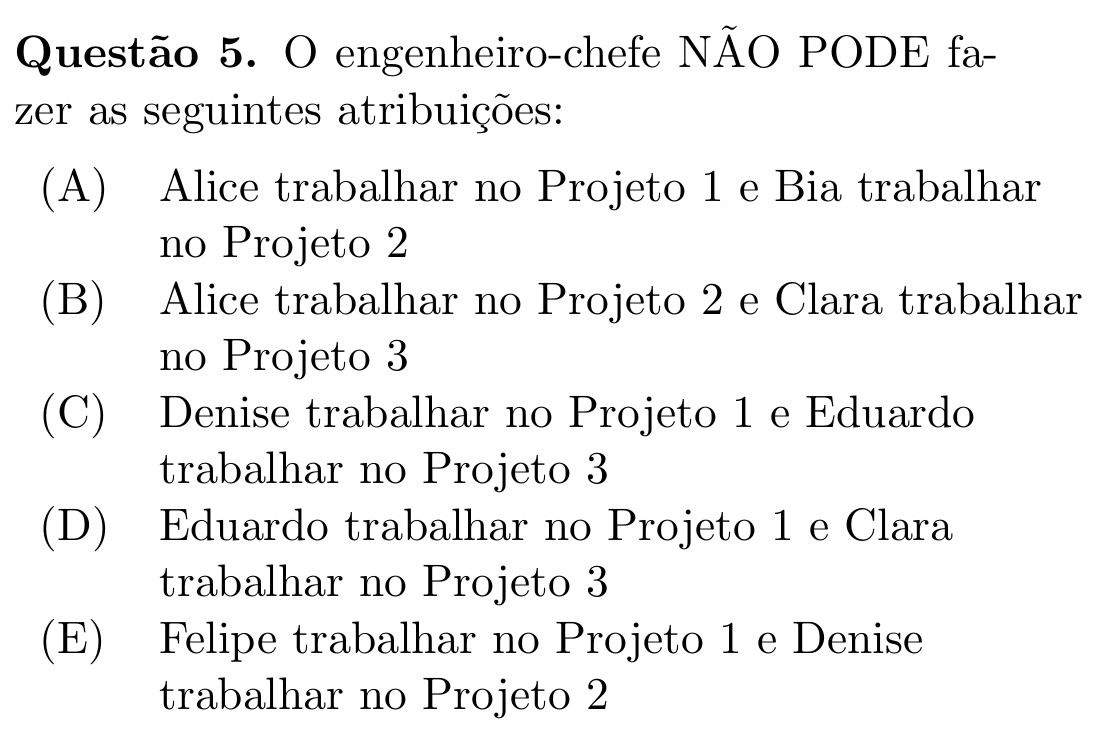 Questão 5. O engenheiro-chefe NÃO PODE fa-
zer as seguintes atribuições:
(A) Alice trabalhar no Projeto 1 e Bia trabalhar
no Projeto 2
(B) Alice trabalhar no Projeto 2 e Clara trabalhar
no Projeto 3
(C) Denise trabalhar no Projeto 1 e Eduardo
trabalhar no Projeto 3
(D) Eduardo trabalhar no Projeto 1 e Clara
trabalhar no Projeto 3
(E) Felipe trabalhar no Projeto 1 e Denise
trabalhar no Projeto 2